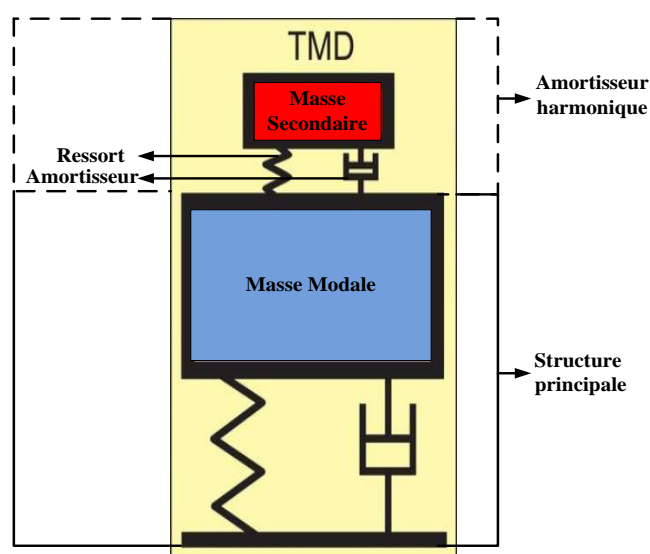 TMD
Masse
Secondaire
Amortisseur
harmonique
Ressort
Amortisseur
Masse Modale
Structure
principale